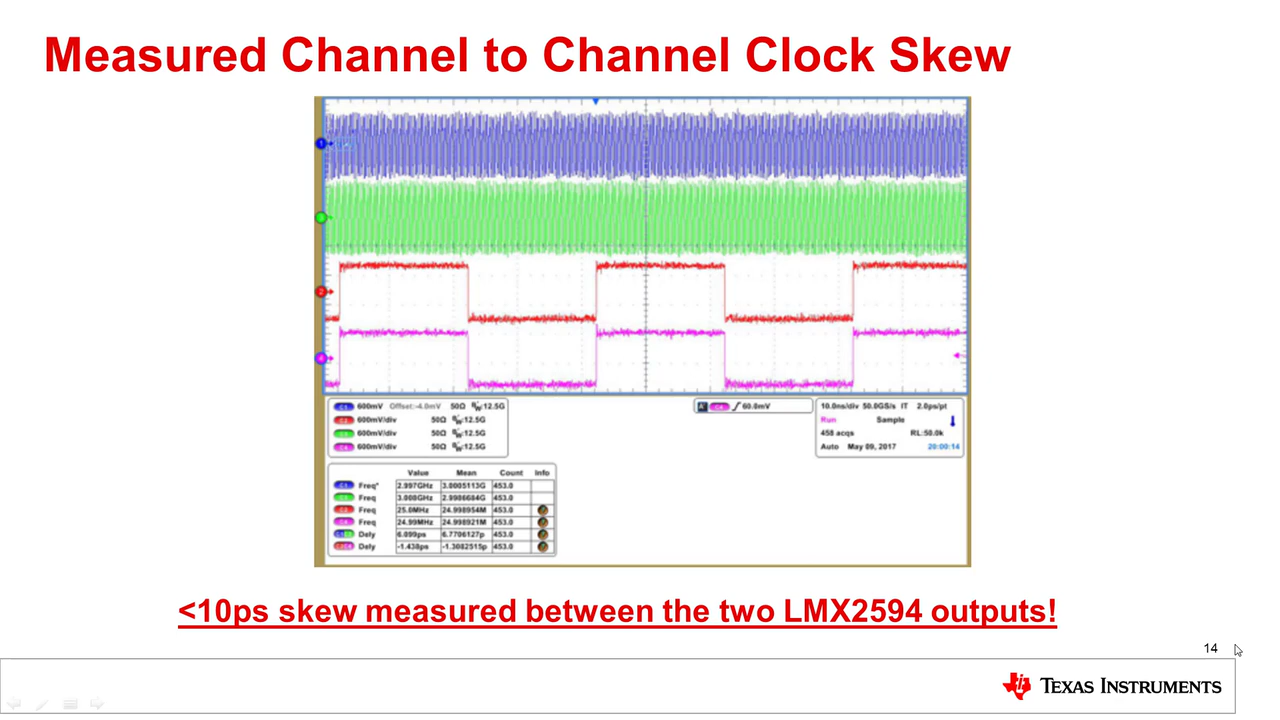 Measured Channel to Channel Clock Skew
C1 600mV Offset:-4.0mV 50Ω BW:12.5G
C2 600mV/div 50Ω BW:12.5G
C3 600mV/div 50Ω BW:12.5G
C4 600mV/div 50Ω BW:12.5G
A' C4 60.0mV
10.0ns/div 50.0GS/s IT 2.0ps/pt
Run Sample
458 acqs RL:50.0k
Auto May 09, 2017 20:00:14
Value Mean Count Info
C1 Freq* 2.997GHz 3.0005113G 453.0
Freq 3.008GHz 2.9986684G 453.0
Freq 25.0MHz 24.998954M 453.0
C4 Freq 24.99MHz 24.998921M 453.0
Dely 6.099ps 6.7706127p 453.0
Dely -1.438ps -1.3082515p 453.0
<10ps skew measured between the two LMX2594 outputs!
14
TEXAS INSTRUMENTS